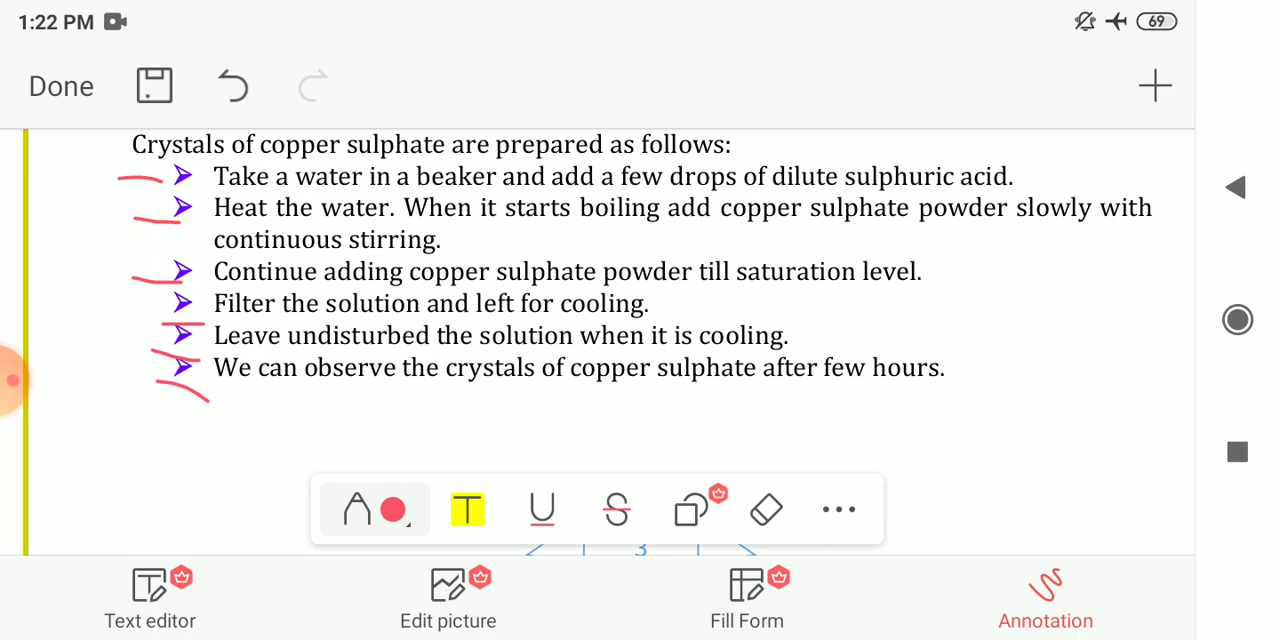 1:22 PM
69
Done
Crystals of copper sulphate are prepared as follows:
➢ Take a water in a beaker and add a few drops of dilute sulphuric acid.
➢ Heat the water. When it starts boiling add copper sulphate powder slowly with
continuous stirring.
➢ Continue adding copper sulphate powder till saturation level.
➢ Filter the solution and left for cooling.
➢ Leave undisturbed the solution when it is cooling.
➢ We can observe the crystals of copper sulphate after few hours.
T U S
3
Text editor
Edit picture
Fill Form
Annotation